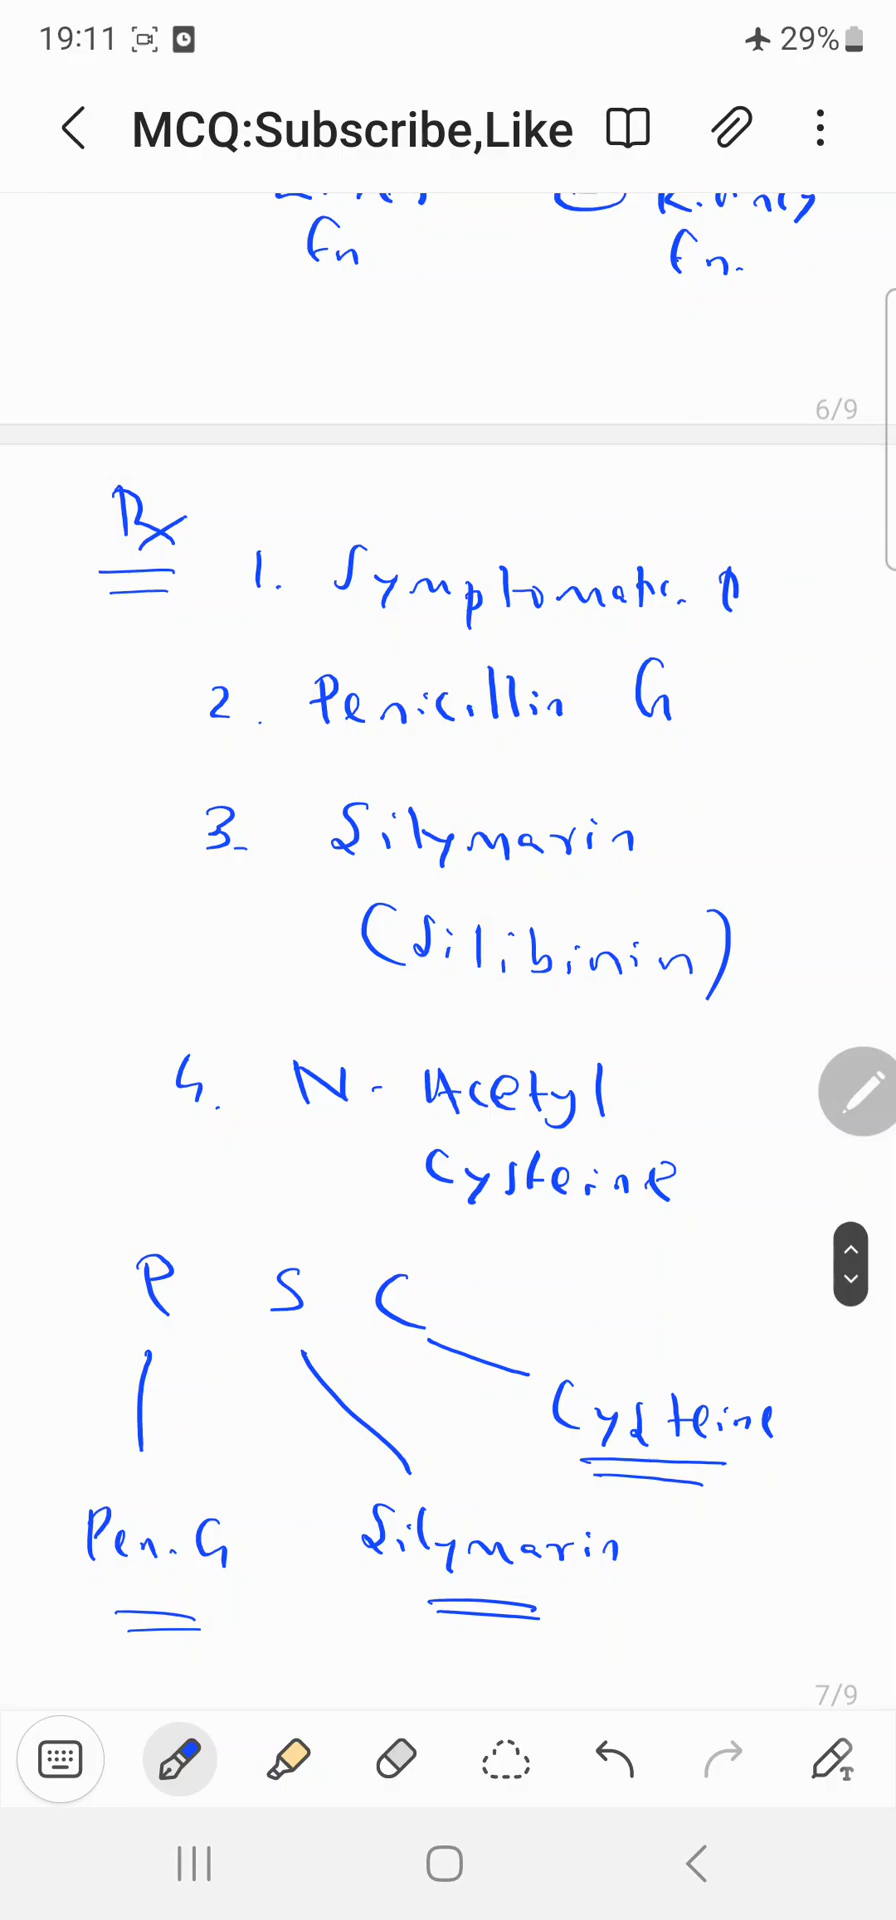 19:11
29%
MCQ:Subscribe,Like
Fn
Fn.
6/9
Rx
1. Symptomatic.
2. Penicillin G
3. Silymarin
(Silibinin)
4. N-Acetyl
Cysteine
P S C
Cysteine
Pen. G Silymarin
7/9